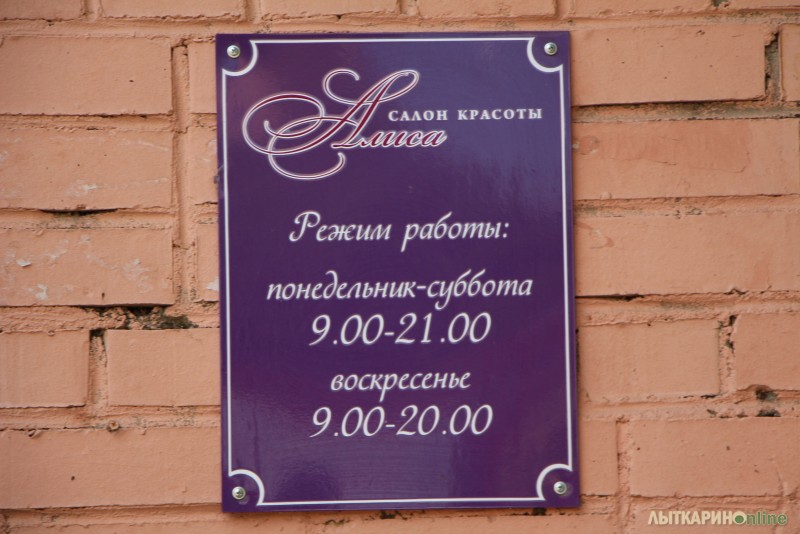 САЛОН КРАСОТЫ
Алиса
Режим работы:
понедельник-суббота
9.00-21.00
воскресенье
9.00-20.00
ЛЫТКАРИНОonline